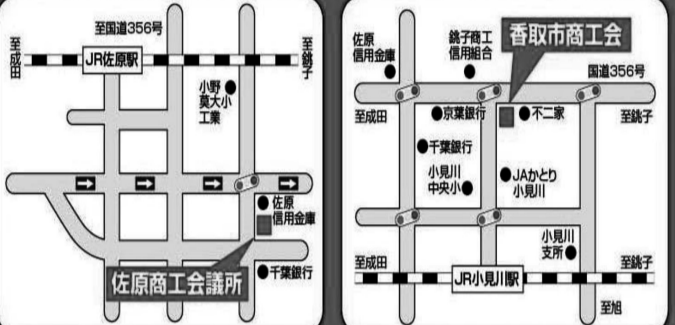 至国道356号
至成田
JR佐原駅
至銚子
小野
莫大小
工業
佐原
信用金庫
佐原商工会議所
千葉銀行
佐原
信用金庫
銚子商工
信用組合
香取市商工会
国道356号
至成田
京葉銀行
不二家
至銚子
千葉銀行
小見川
中央小
JAかとり
小見川
小見川
支所
至成田
JR小見川駅
至銚子
至旭